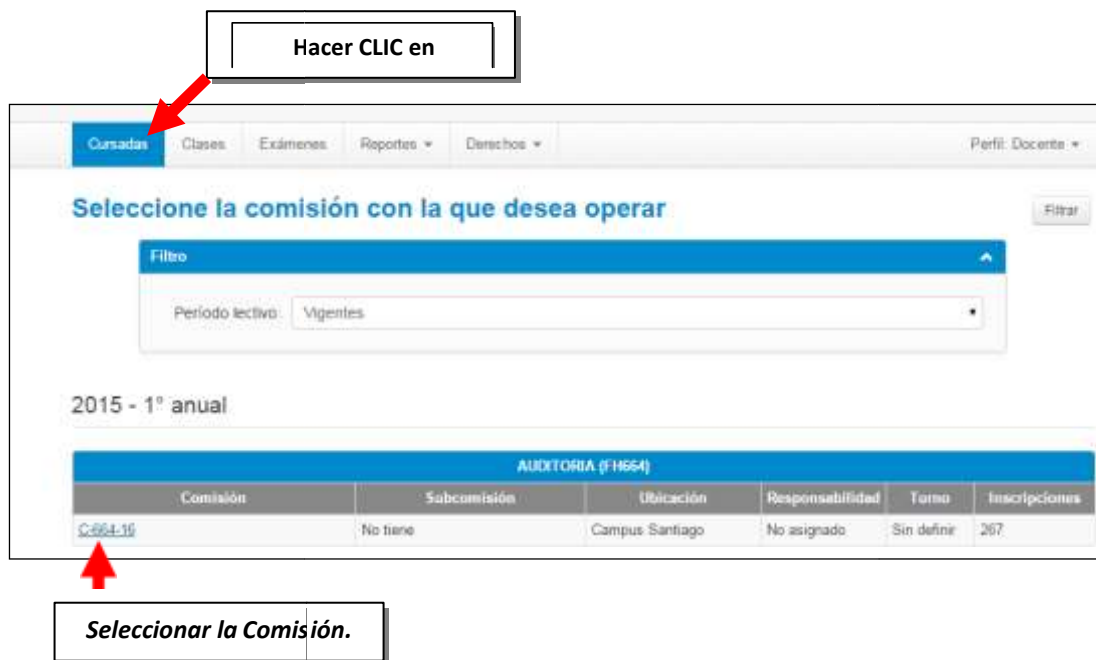 Hacer CLIC en
Cursadas Clases Exámenes Reportes Derechos Perfil: Docente
Seleccione la comisión con la que desea operar Filtrar
Filtro
Período lectivo Vigentes
2015 - 1° anual
AUDITORIA (FH664)
Comisión Subcomisión Ubicación Responsabilidad Turno Inscripciones
C-664-16 No tiene Campus Santiago No asignado Sin definir 267
Seleccionar la Comisión.